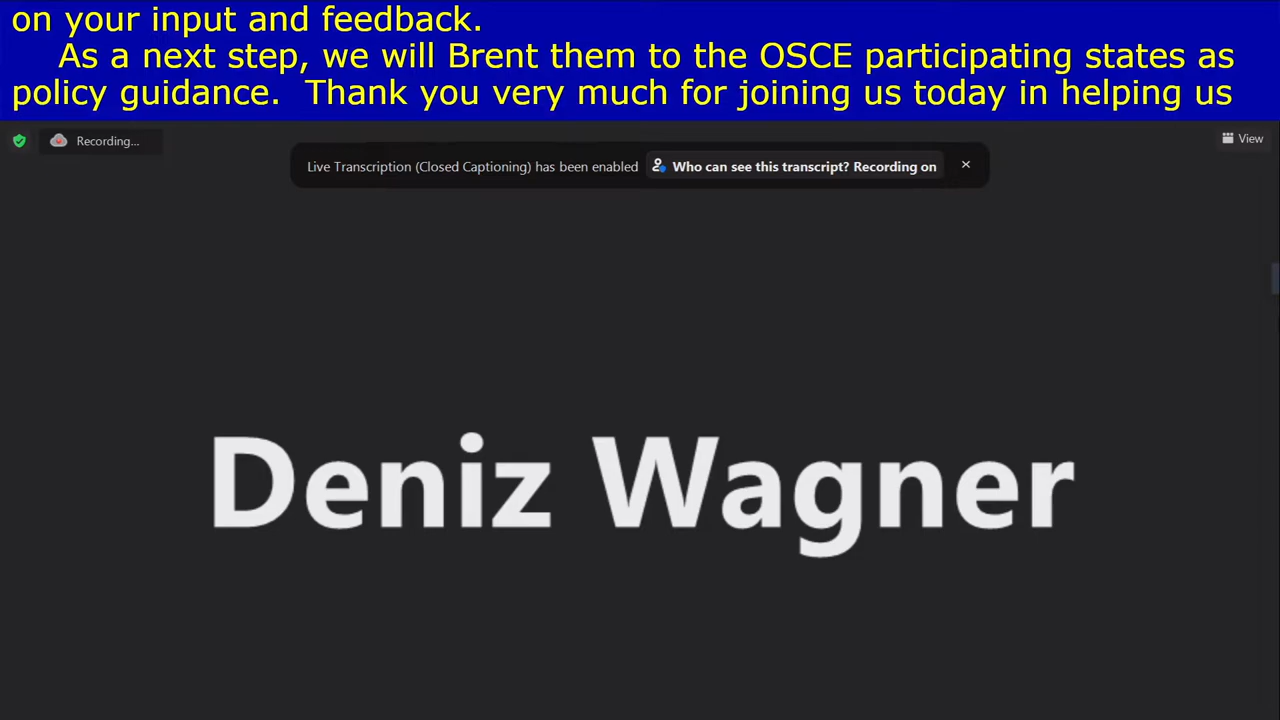 on your input and feedback.
As a next step, we will Brent them to the OSCE participating states as
policy guidance. Thank you very much for joining us today in helping us
Recording...
View
Live Transcription (Closed Captioning) has been enabled
Who can see this transcript? Recording on
Deniz Wagner